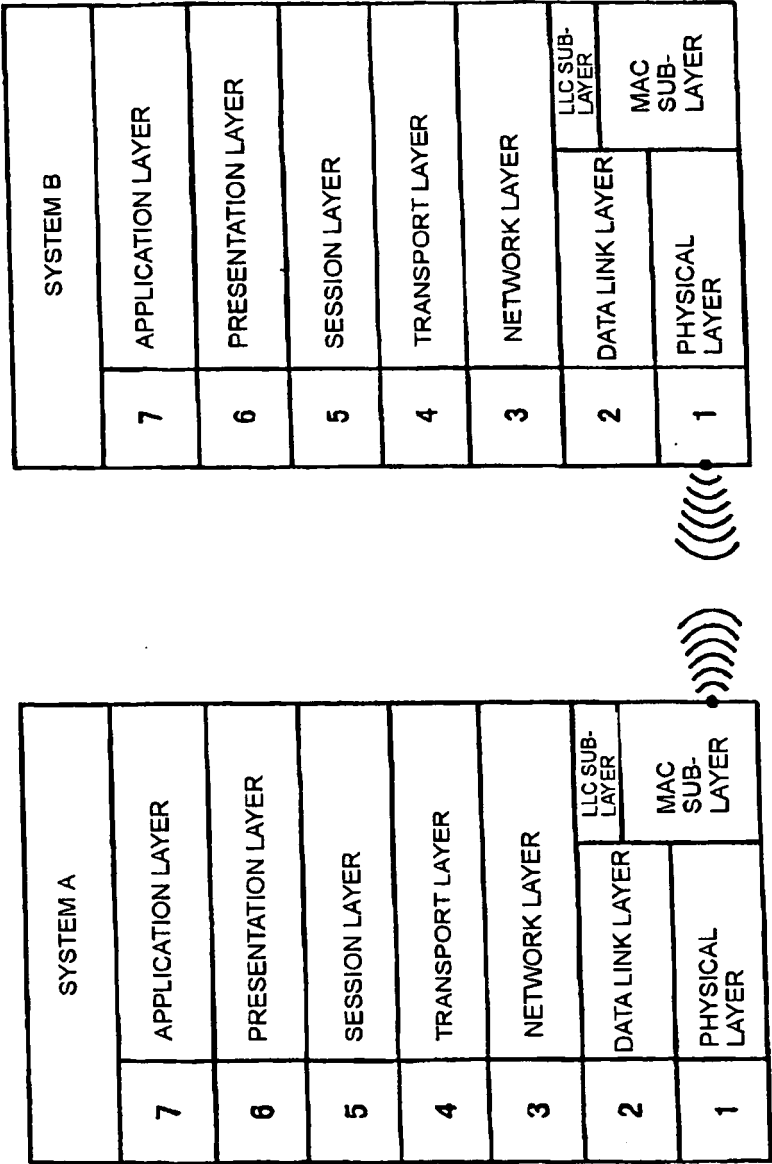 SYSTEM A
7
APPLICATION LAYER
6
PRESENTATION LAYER
5
SESSION LAYER
4
TRANSPORT LAYER
3
NETWORK LAYER
2
DATA LINK LAYER
LLC SUB-
LAYER
1
PHYSICAL
LAYER
MAC
SUB-
LAYER
SYSTEM B
7
APPLICATION LAYER
6
PRESENTATION LAYER
5
SESSION LAYER
4
TRANSPORT LAYER
3
NETWORK LAYER
2
DATA LINK LAYER
LLC SUB-
LAYER
1
PHYSICAL
LAYER
MAC
SUB-
LAYER